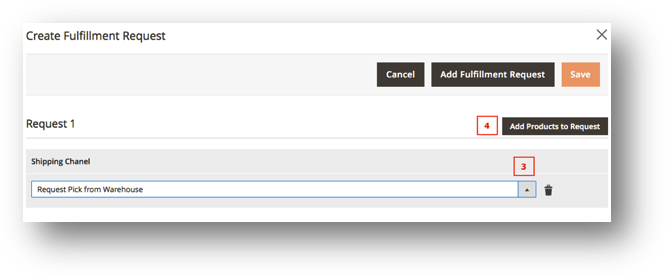 Create Fulfillment Request
Cancel Add Fulfillment Request Save
Request 1 4 Add Products to Request
Shipping Chanel
3
Request Pick from Warehouse